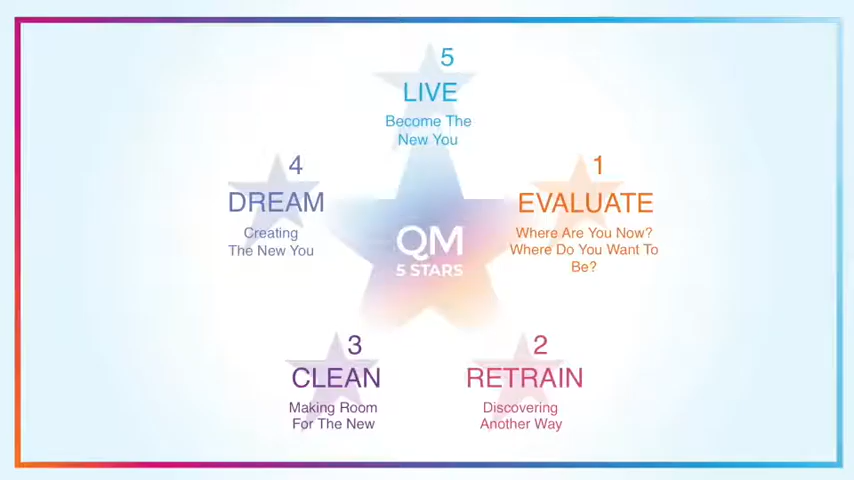 5
LIVE
Become The
New You
4
DREAM
Creating
The New You
1
EVALUATE
Where Are You Now?
Where Do You Want To
Be?
QM
5 STARS
3
CLEAN
Making Room
For The New
2
RETRAIN
Discovering
Another Way